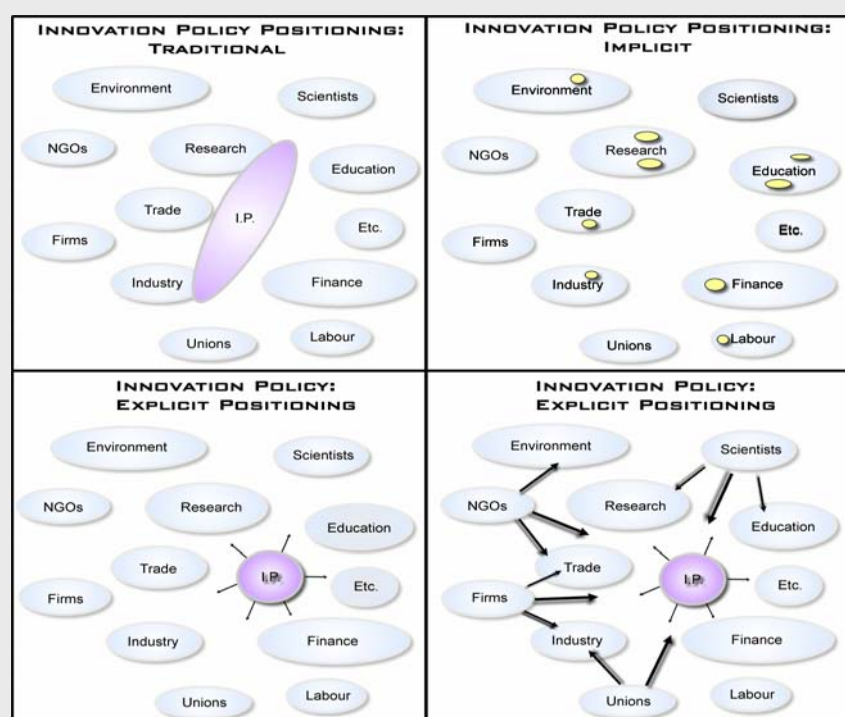 INNOVATION POLICY POSITIONING:
TRADITIONAL
Environment
Scientists
NGOs
Research
Education
Trade
I.P.
Etc.
Firms
Industry
Finance
Unions
Labour
INNOVATION POLICY POSITIONING:
IMPLICIT
Environment
Scientists
NGOs
Research
Education
Trade
Etc.
Firms
Industry
Finance
Unions
Labour
INNOVATION POLICY:
EXPLICIT POSITIONING
Environment
Scientists
NGOs
Research
Education
Trade
I.P.
Etc.
Firms
Industry
Finance
Unions
Labour
INNOVATION POLICY:
EXPLICIT POSITIONING
Environment
Scientists
NGOs
Research
Education
Trade
I.P.
Etc.
Firms
Industry
Finance
Unions
Labour